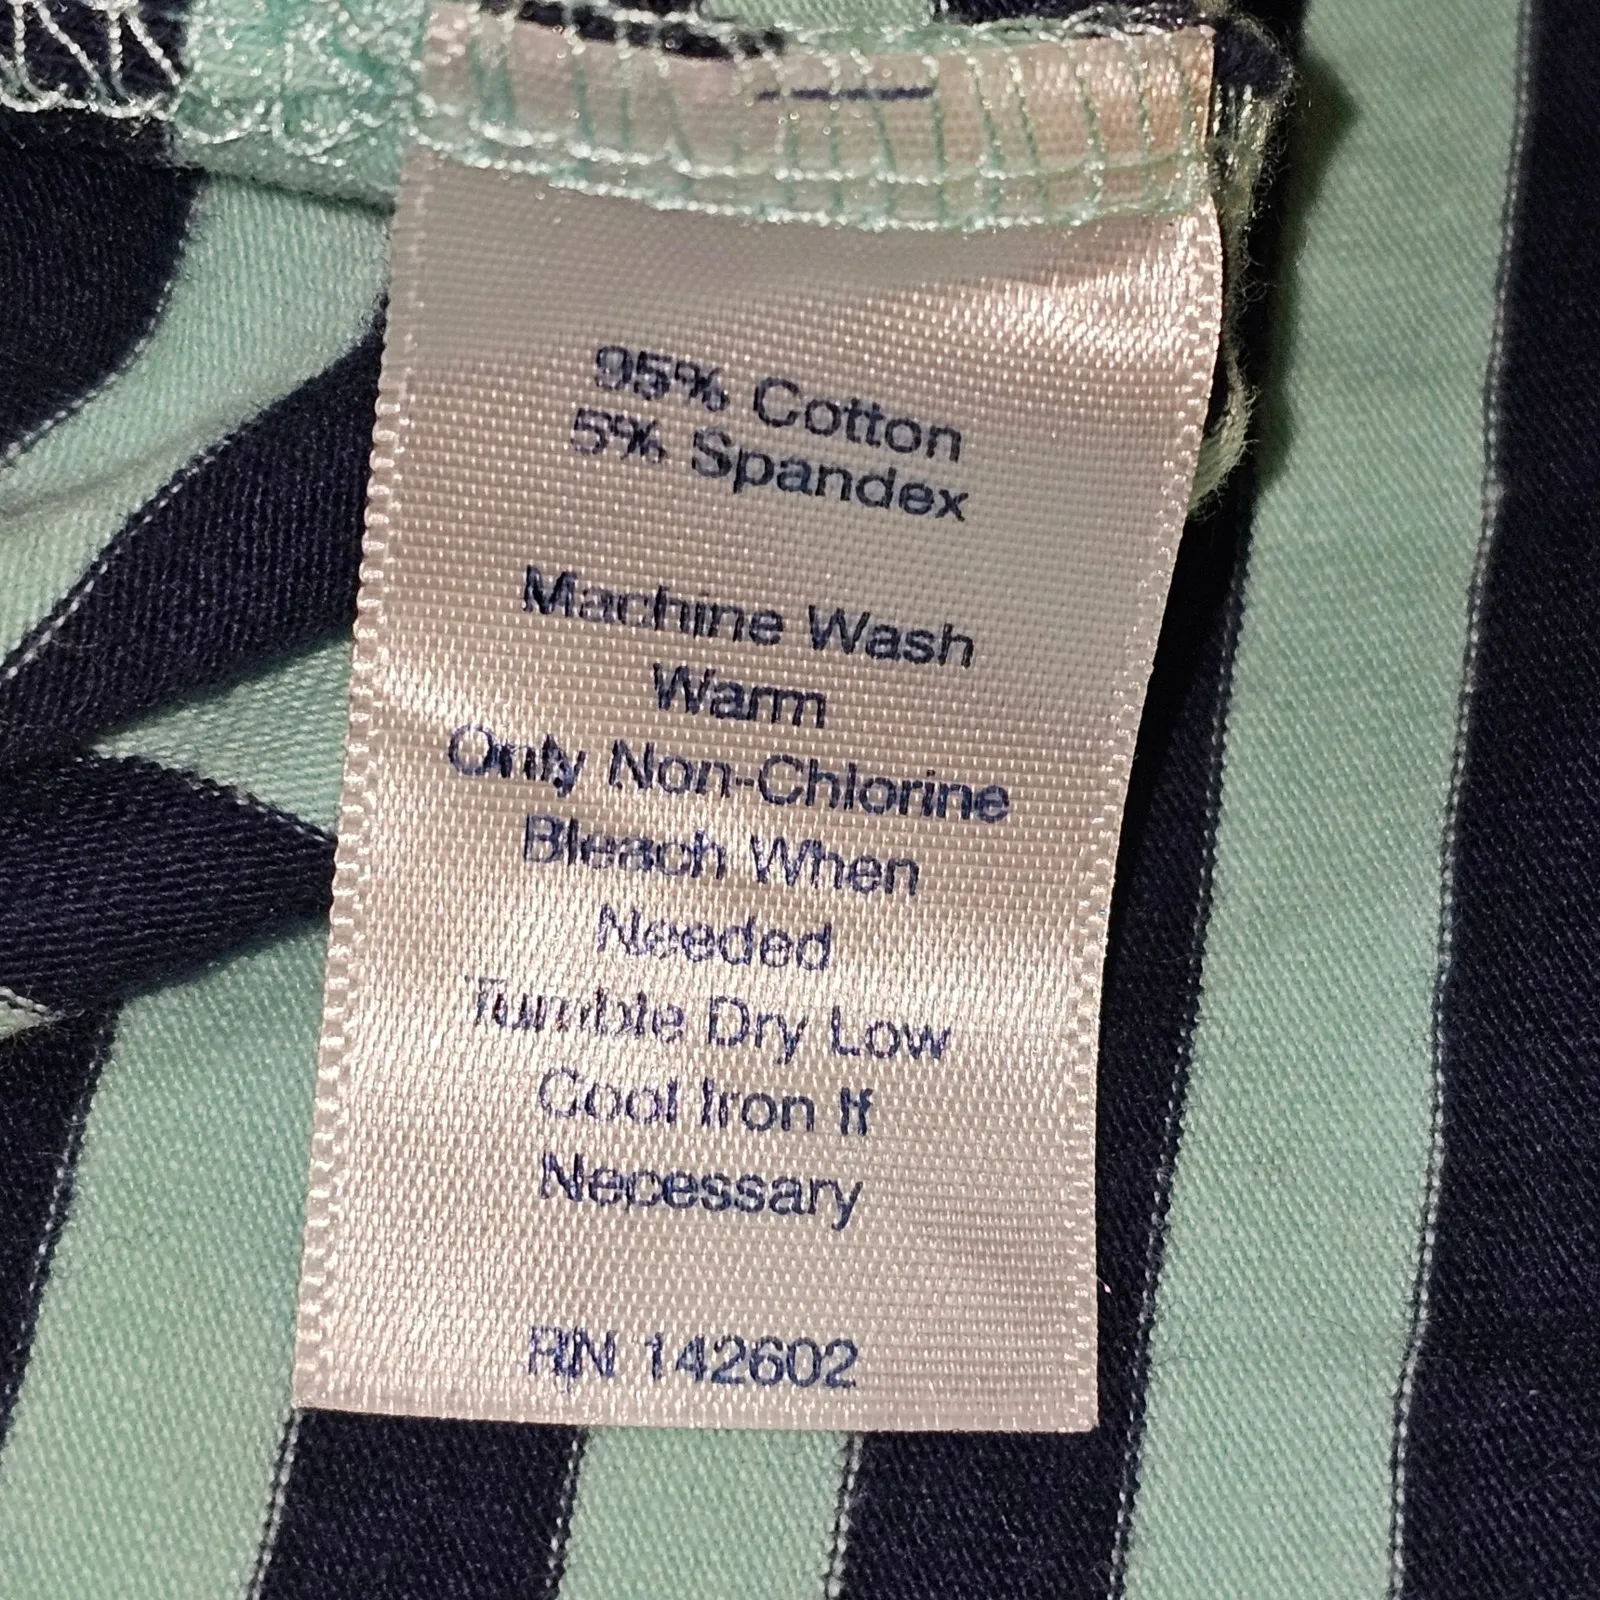 95% Cotton
5% Spandex
Machine Wash
Warm
Only Non-Chlorine
Bleach When
Needed
Tumble Dry Low
Cool Iron If
Necessary
RN 142602